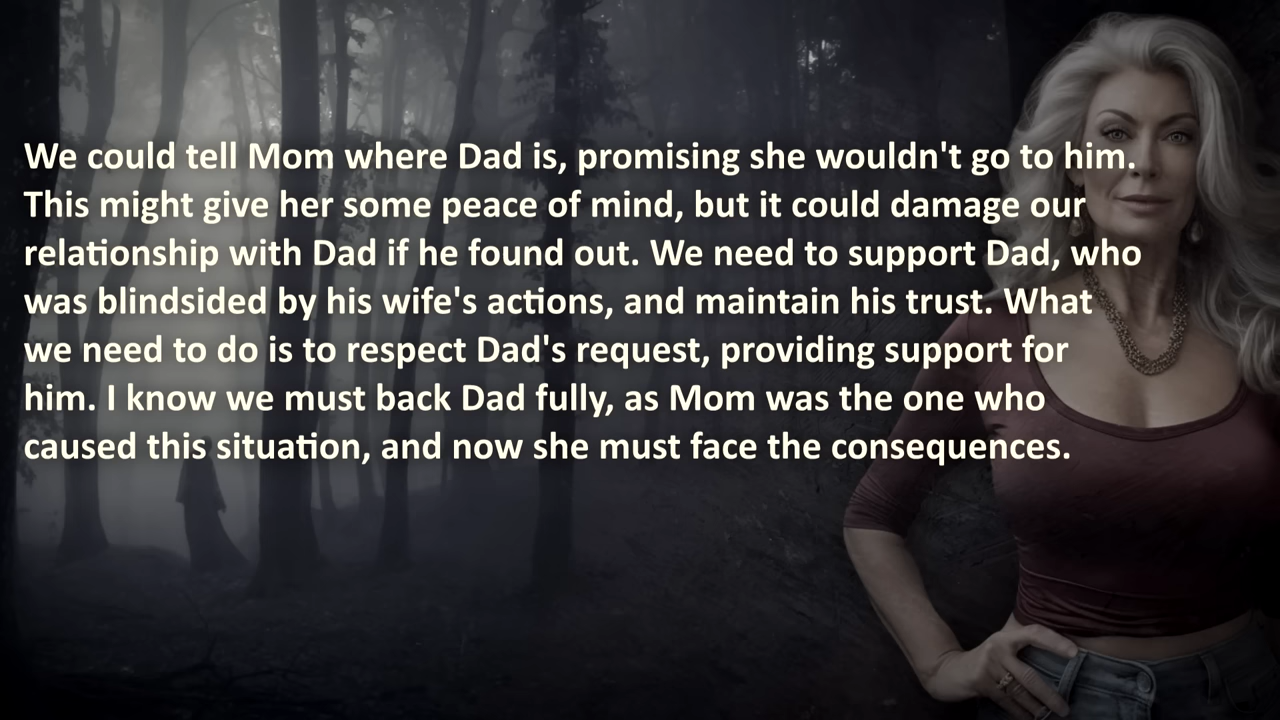 We could tell Mom where Dad is, promising she wouldn't go to him.
This might give her some peace of mind, but it could damage our
relationship with Dad if he found out. We need to support Dad, who
was blindsided by his wife's actions, and maintain his trust. What
we need to do is to respect Dad's request, providing support for
him. I know we must back Dad fully, as Mom was the one who
caused this situation, and now she must face the consequences.